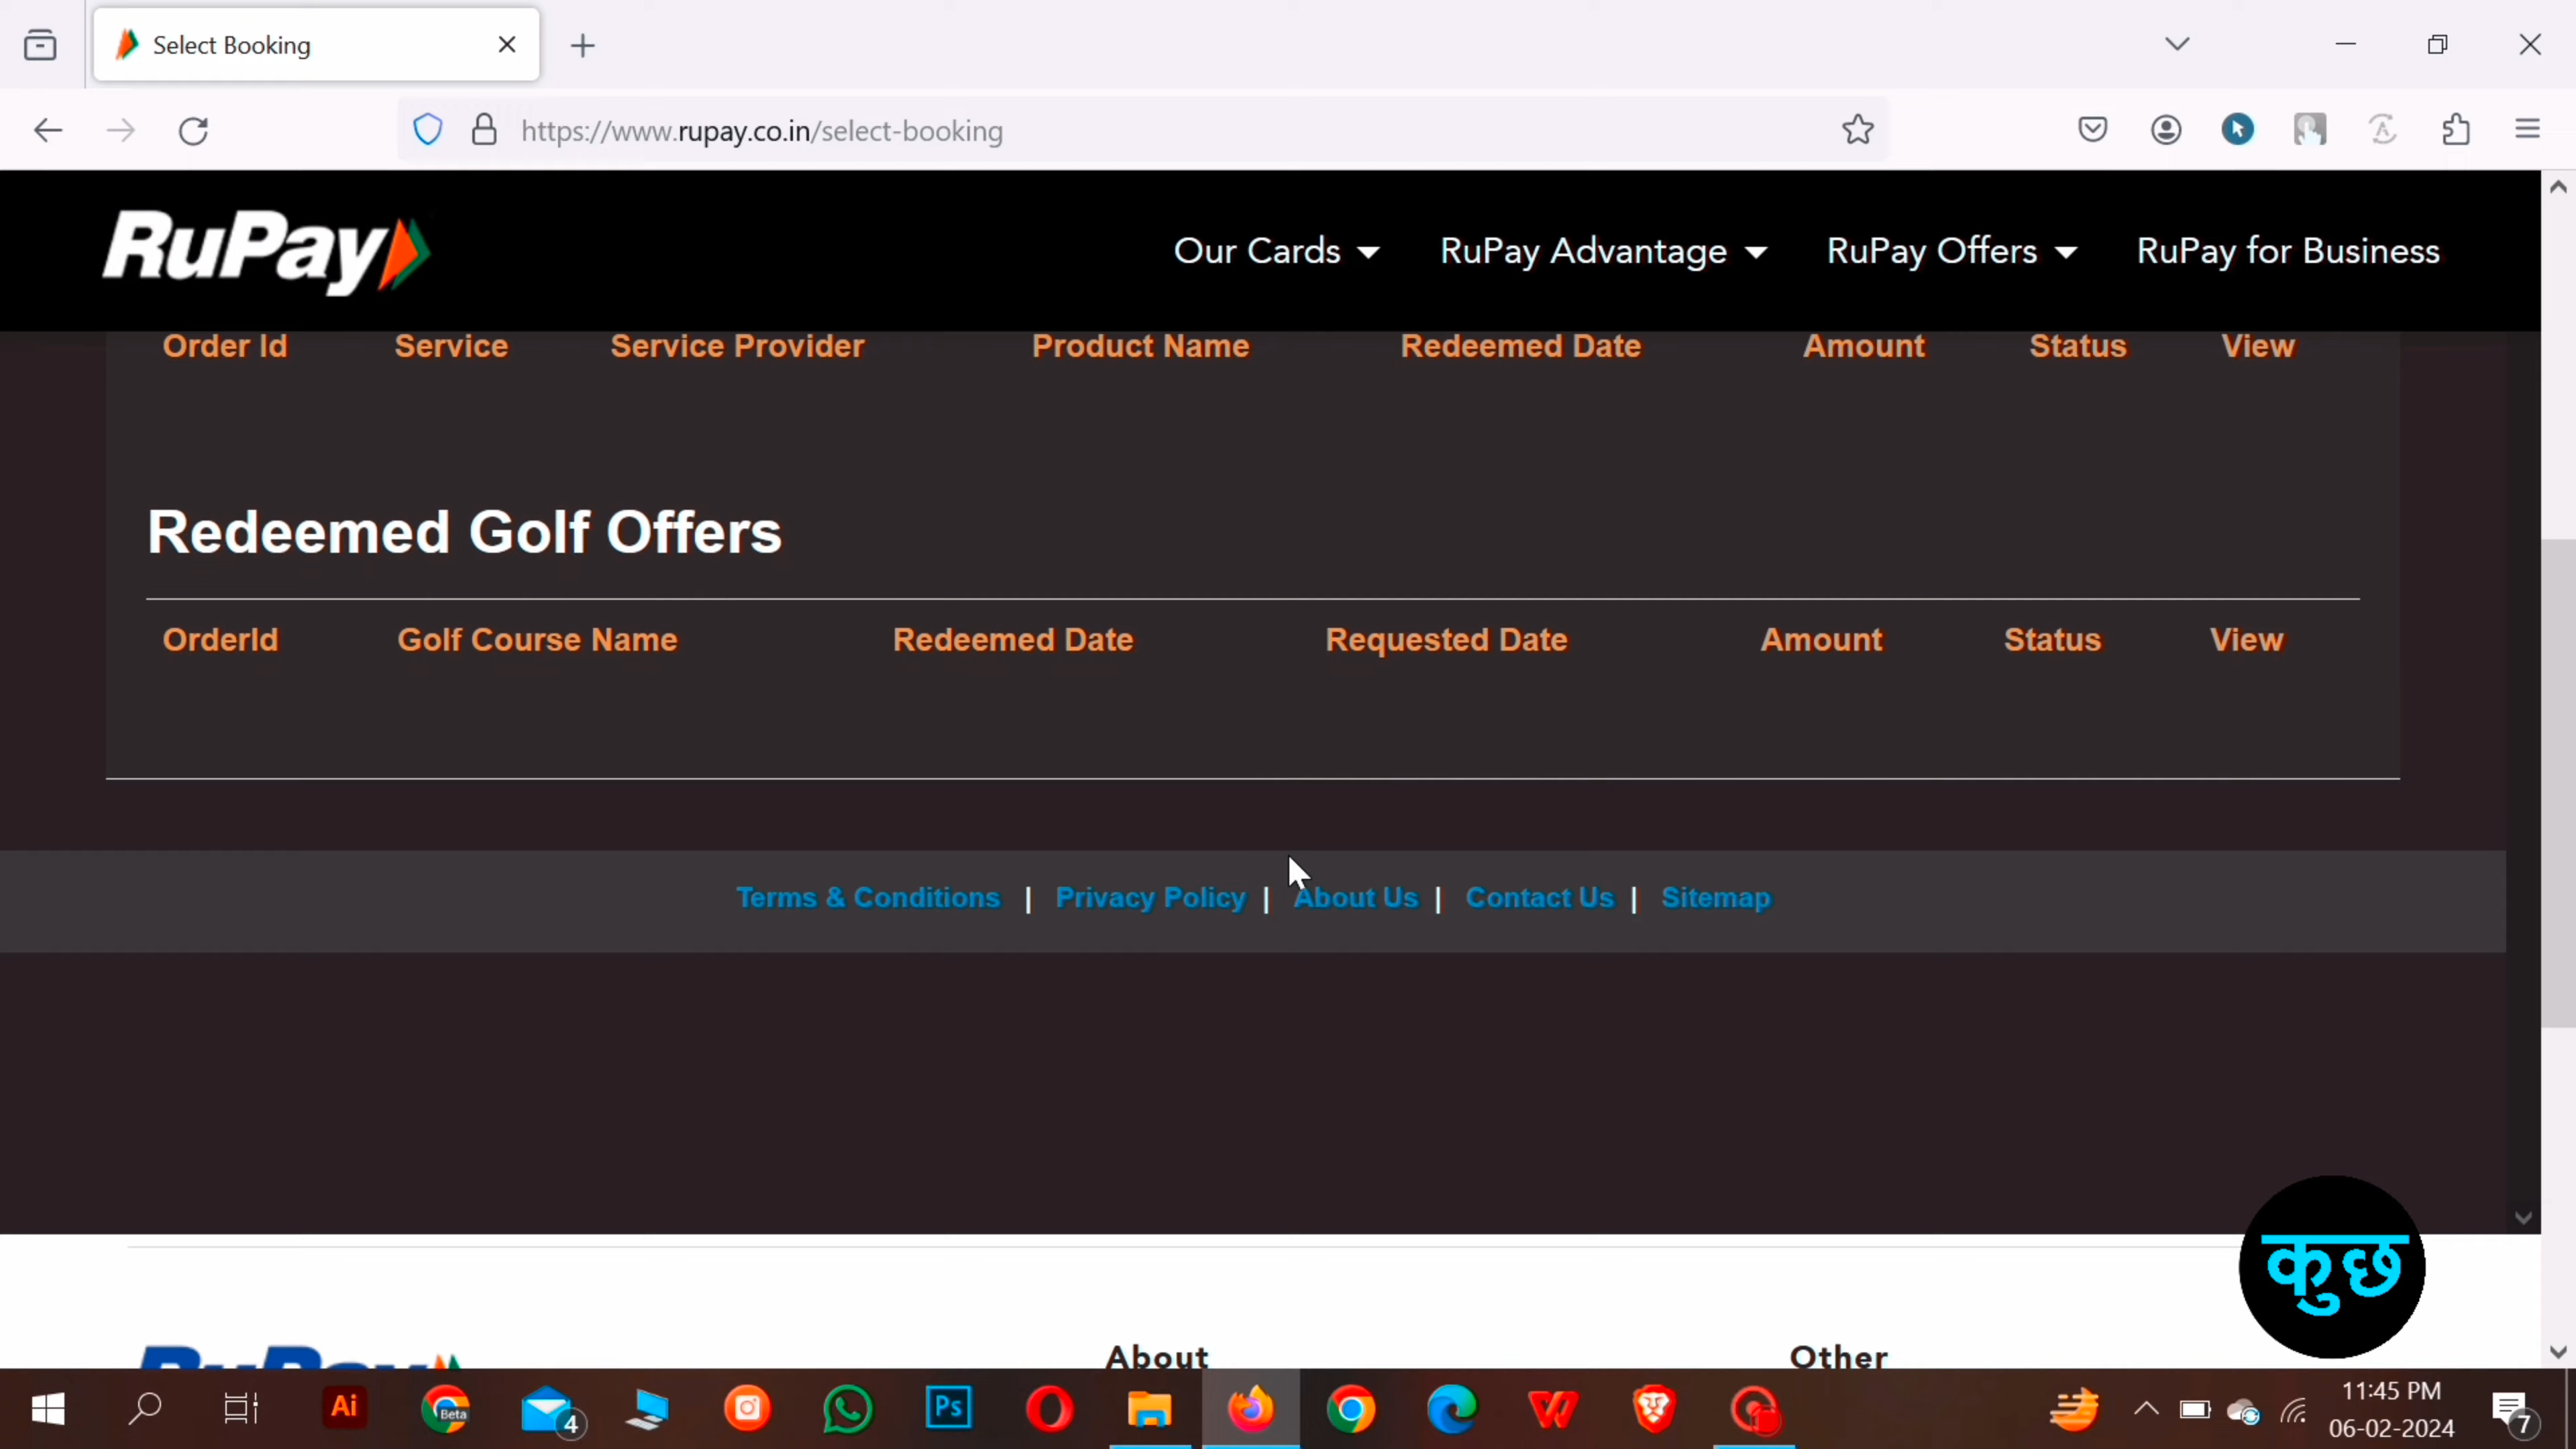 Select Booking
https://www.rupay.co.in/select-booking
RuPay
Our Cards
RuPay Advantage
RuPay Offers
RuPay for Business
Order Id
Service
Service Provider
Product Name
Redeemed Date
Amount
Status
View
Redeemed Golf Offers
OrderId
Golf Course Name
Redeemed Date
Requested Date
Amount
Status
View
Terms & Conditions | Privacy Policy | About Us | Contact Us | Sitemap
कुछ
RuPay
About
Other
Ai
Beta
4
Ps
11:45 PM
06-02-2024
7